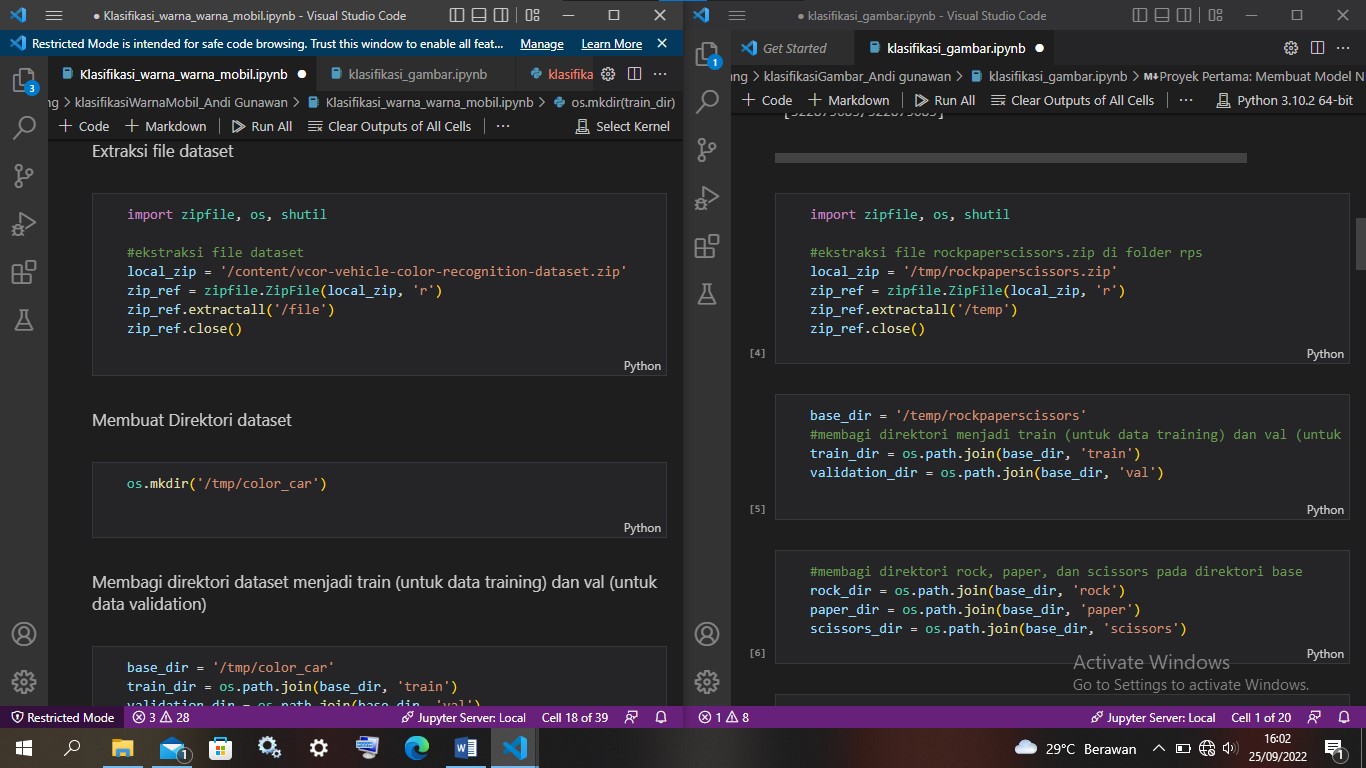 Klasifikasi_warna_warna_mobil.ipynb - Visual Studio Code
Restricted Mode is intended for safe code browsing. Trust this window to enable all feat... Manage Learn More
Klasifikasi_warna_warna_mobil.ipynb klasifikasi_gambar.ipynb klasifika
ng > klasifikasiWarnaMobil_Andi Gunawan > Klasifikasi_warna_warna_mobil.ipynb > os.mkdir(train_dir)
+ Code + Markdown Run All Clear Outputs of All Cells ... Select Kernel
Extraksi file dataset
import zipfile, os, shutil
#ekstraksi file dataset
local_zip = '/content/vcor-vehicle-color-recognition-dataset.zip'
zip_ref = zipfile.ZipFile(local_zip, 'r')
zip_ref.extractall('/file')
zip_ref.close()
Python
Membuat Direktori dataset
os.mkdir('/tmp/color_car')
Python
Membagi direktori dataset menjadi train (untuk data training) dan val (untuk
data validation)
base_dir = '/tmp/color_car'
train_dir = os.path.join(base_dir, 'train')
validation_dir = os.path.join(base_dir, 'val')
3
Restricted Mode 3 28 Jupyter Server: Local Cell 18 of 39
klasifikasi_gambar.ipynb - Visual Studio Code
Get Started klasifikasi_gambar.ipynb
ng > klasifikasiGambar_Andi gunawan > klasifikasi_gambar.ipynb > Proyek Pertama: Membuat Model N
+ Code + Markdown Run All Clear Outputs of All Cells ... Python 3.10.2 64-bit
1
import zipfile, os, shutil
#ekstraksi file rockpaperscissors.zip di folder rps
local_zip = '/tmp/rockpaperscissors.zip'
zip_ref = zipfile.ZipFile(local_zip, 'r')
zip_ref.extractall('/temp')
zip_ref.close()
[4] Python
base_dir = '/temp/rockpaperscissors'
#membagi direktori menjadi train (untuk data training) dan val (untuk
train_dir = os.path.join(base_dir, 'train')
validation_dir = os.path.join(base_dir, 'val')
[5] Python
#membagi direktori rock, paper, dan scissors pada direktori base
rock_dir = os.path.join(base_dir, 'rock')
paper_dir = os.path.join(base_dir, 'paper')
scissors_dir = os.path.join(base_dir, 'scissors')
[6] Python
Activate Windows
Go to Settings to activate Windows.
1 8 Jupyter Server: Local Cell 1 of 20
1 29°C Berawan 16:02
25/09/2022 1